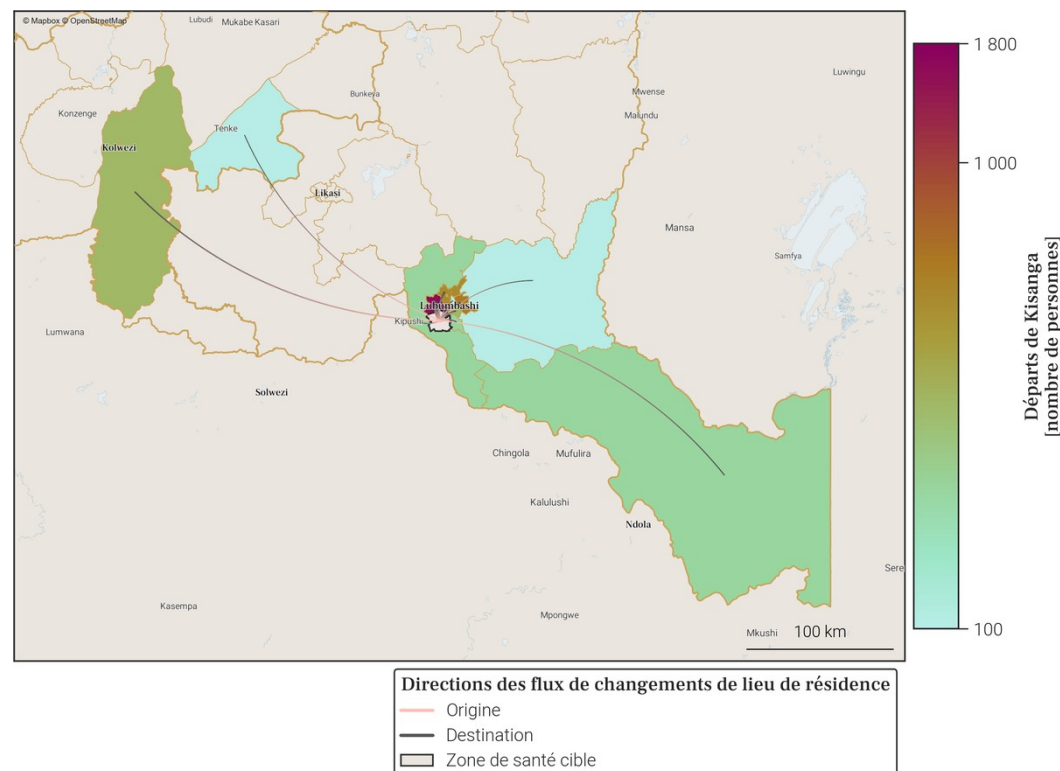 © Mapbox © OpenStreetMap
Lubudi
Mukabe Kasari
Luwingu
Bunkeya
Mwense
Konzenge
Malundu
Tenke
Kolwezi
Likasi
Mansa
Samfya
Lubumbashi
Kipushi
Lumwana
Solwezi
Chingola
Mufulira
Kalulushi
Ndola
Sere
Kasempa
Mpongwe
Mkushi
100 km
1 800
1 000
100
Départs de Kisanga
[nombre de personnes]
Directions des flux de changements de lieu de résidence
Origine
Destination
Zone de santé cible